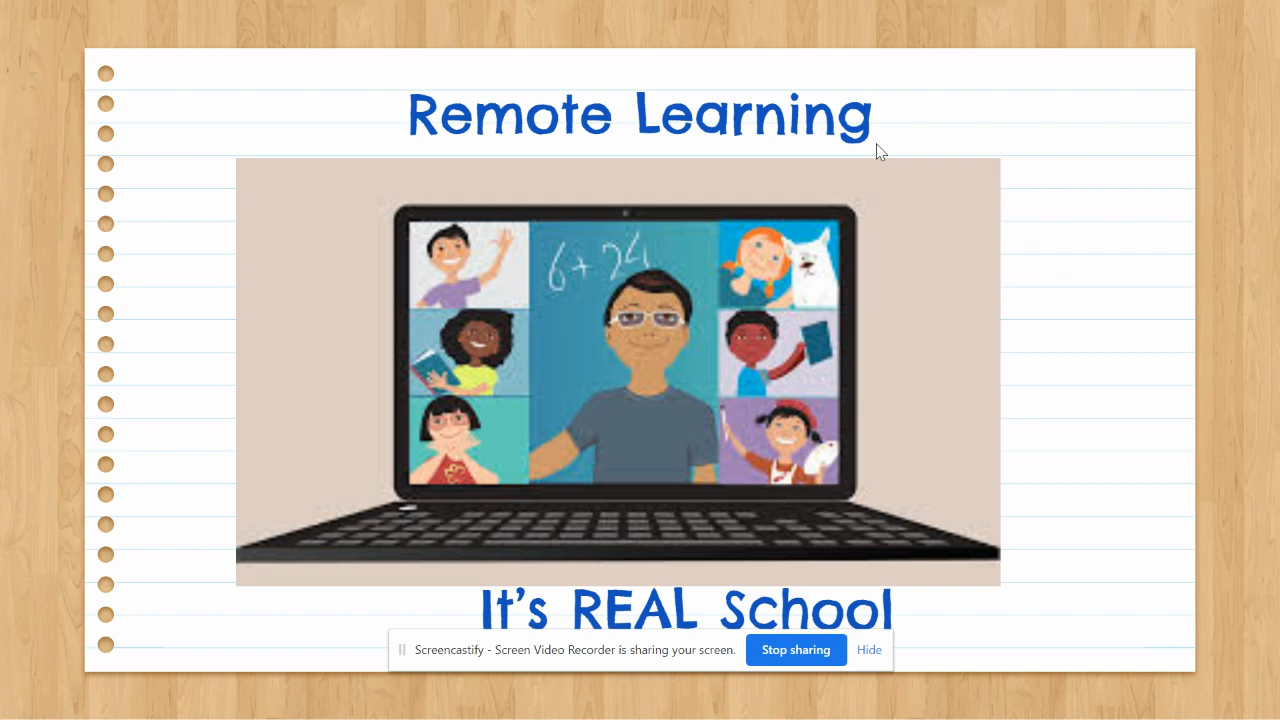 Remote Learning
6+ 24
It's REAL School
Screencastify - Screen Video Recorder is sharing your screen. Stop sharing Hide